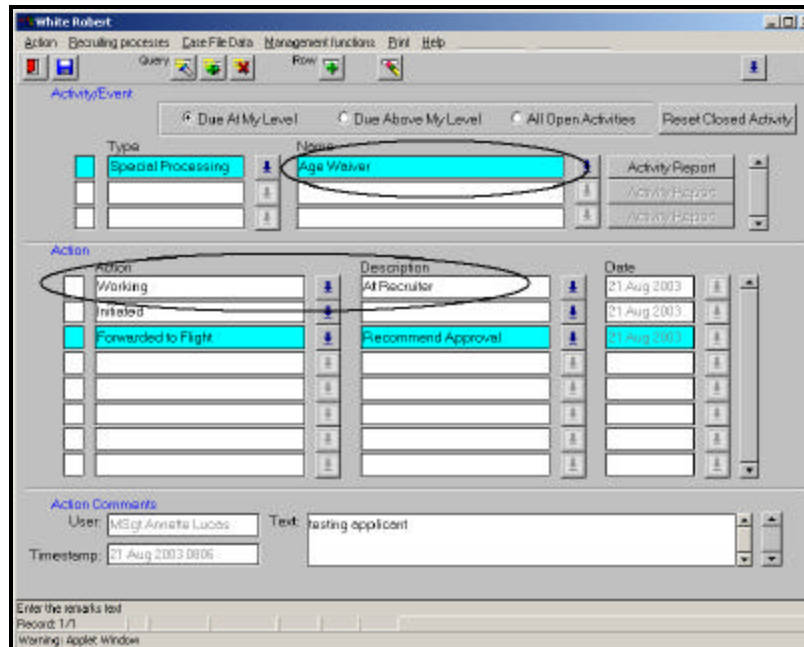 White Robert
Action Recruiting processes Case File Data Management functions Print Help
Query Row
Activity/Event
Due At My Level Due Above My Level All Open Activities Reset Closed Activity
Type Name
Special Processing Age Waiver Activity Report
Activity Report
Activity Report
Action
Action Description Date
Working At Recruiter 21 Aug 2003
Initiated 21 Aug 2003
Forwarded to Flight Recommend Approval 21 Aug 2003
Action Comments
User: MSgt Annette Lucas Text: testing applicant
Timestamp: 21 Aug 2003 0806
Enter the remarks text
Record: 1/1
Warning: Applet Window